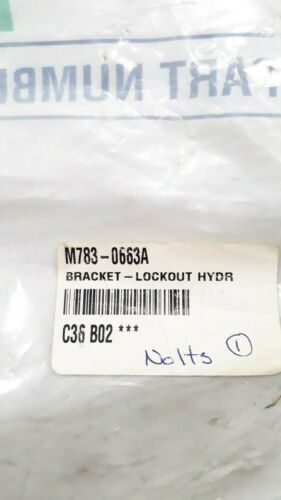 PART NUMB
M783-0663A
BRACKET-LOCKOUT HYDR
C36 B02 ***
Nolts 1